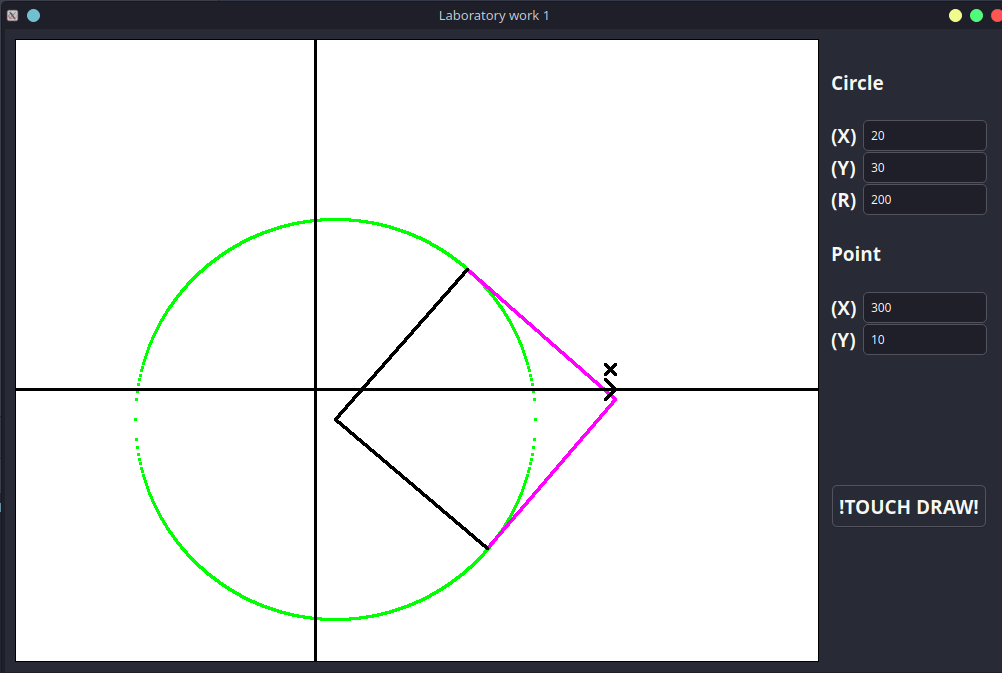 Laboratory work 1
Circle
(X) 20
(Y) 30
(R) 200
Point
(X) 300
(Y) 10
x
!TOUCH DRAW!